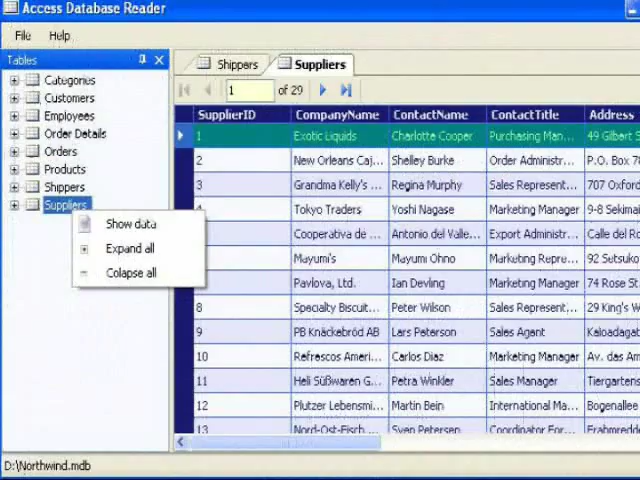 Access Database Reader
File Help
Tables
Categories
Customers
Employees
Order Details
Orders
Products
Shippers
Suppliers
Show data
Expand all
Colapse all
Shippers Suppliers
1 of 29
SupplierID CompanyName ContactName ContactTitle Address
1 Exotic Liquids Charlotte Cooper Purchasing Man... 49 Gilbert S
2 New Orleans Caj... Shelley Burke Order Administr... P.O. Box 78
3 Grandma Kelly's ... Regina Murphy Sales Represent... 707 Oxford
4 Tokyo Traders Yoshi Nagase Marketing Manager 9-8 Sekimai
Cooperativa de ... Antonio del Valle... Export Administr... Calle del Ro
Mayumi's Mayumi Ohno Marketing Repre... 92 Setsuko
Pavlova, Ltd. Ian Devling Marketing Manager 74 Rose St
8 Specialty Biscuit... Peter Wilson Sales Represent... 29 King's W
9 PB Knäckebröd AB Lars Peterson Sales Agent Kaloadagat
10 Refrescos Ameri... Carlos Diaz Marketing Manager Av. das Am
11 Heli Süßwaren G... Petra Winkler Sales Manager Tiergartens
12 Plutzer Lebensmi... Martin Bein International Ma... Bogenallee
13 Nord-Ost-Fisch... Sven Petersen Coordinator For... Frahmredde
D:\Northwind.mdb